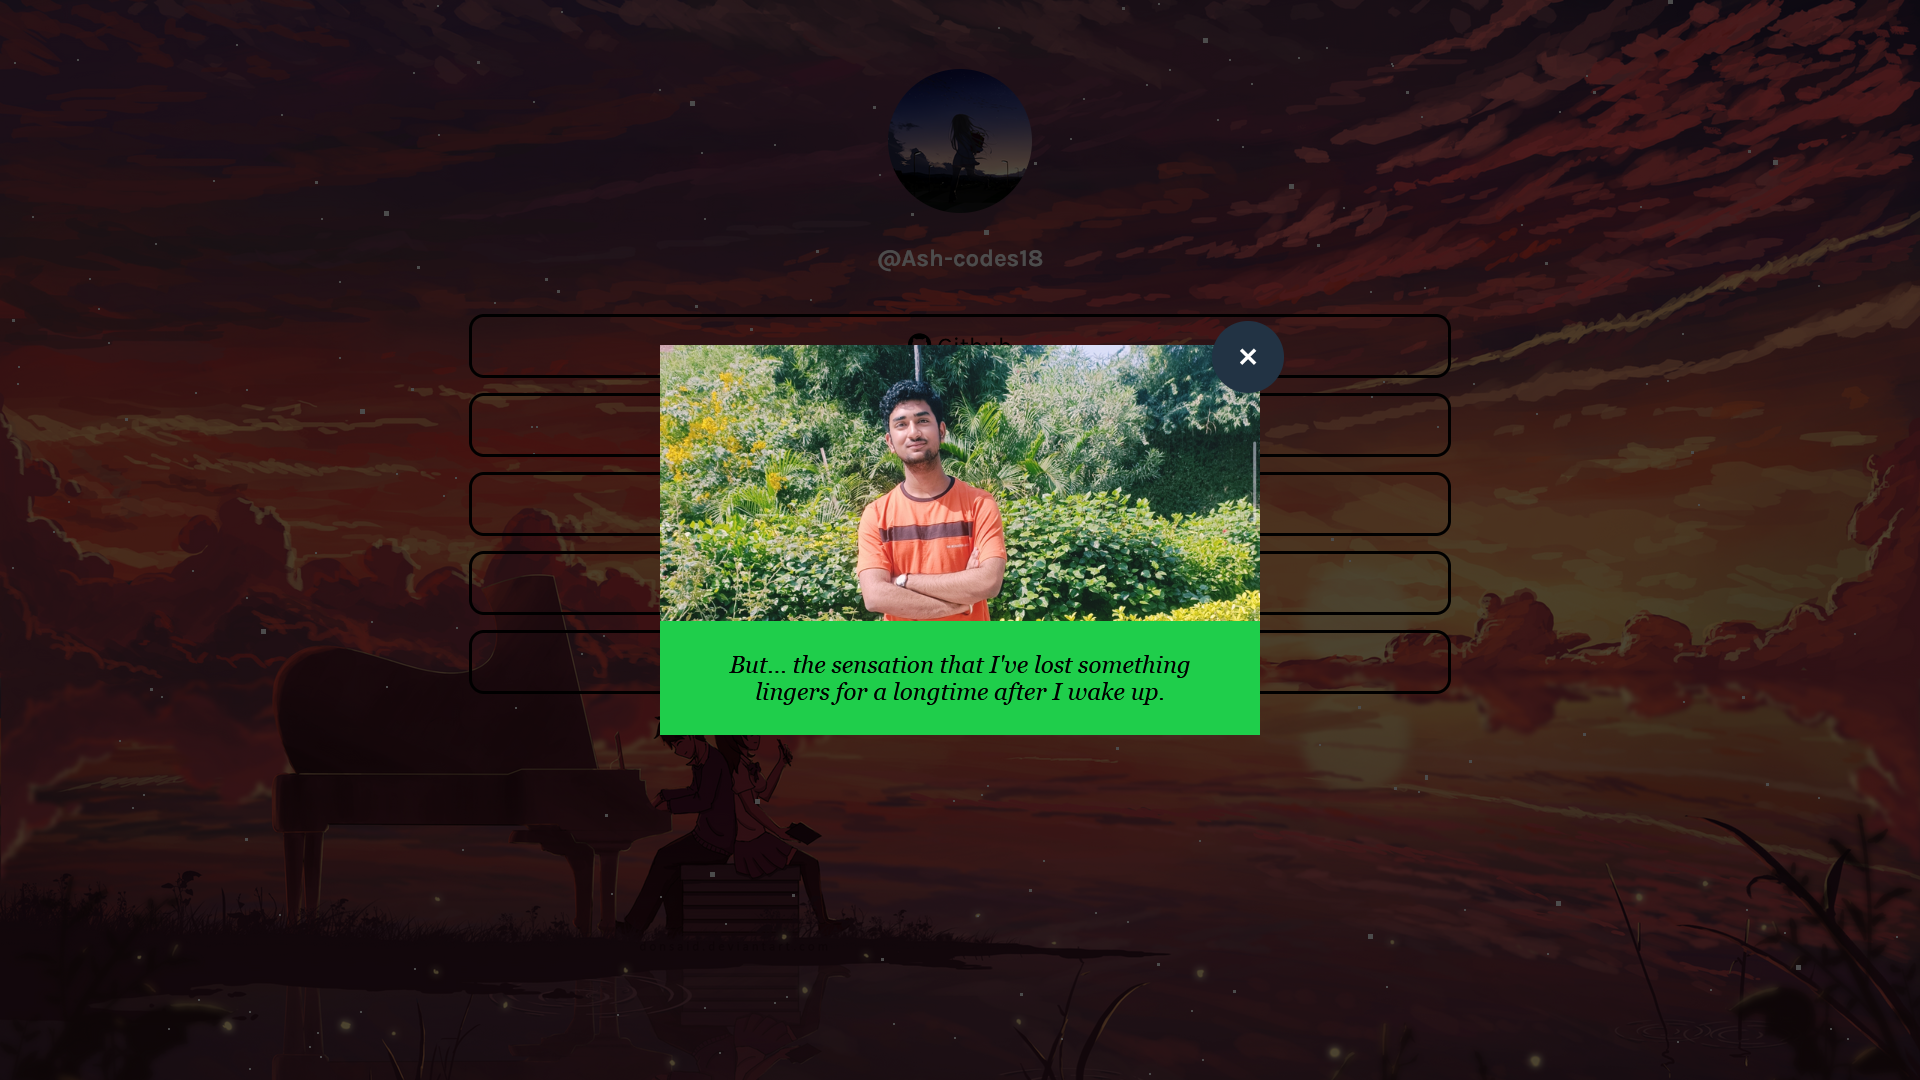 @Ash-codes18
Github
But... the sensation that I've lost something
lingers for a longtime after I wake up.